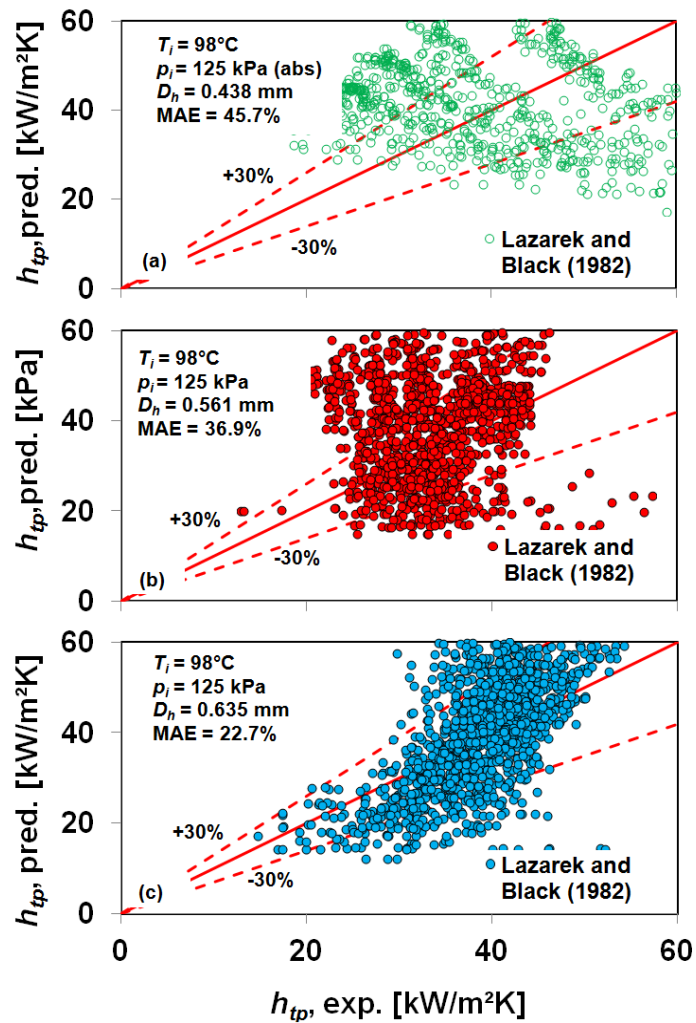 60
40
20
0
h_tp,pred. [kW/m²K]
T_i = 98°C
p_i = 125 kPa (abs)
D_h = 0.438 mm
MAE = 45.7%
+30%
-30%
(a)
Lazarek and
Black (1982)
60
40
20
0
h_tp,pred. [kPa]
T_i = 98°C
p_i = 125 kPa
D_h = 0.561 mm
MAE = 36.9%
+30%
-30%
(b)
Lazarek and
Black (1982)
60
40
20
0
h_tp, pred. [kW/m²K]
T_i = 98°C
p_i = 125 kPa
D_h = 0.635 mm
MAE = 22.7%
+30%
-30%
(c)
Lazarek and
Black (1982)
0 20 40 60
h_tp, exp. [kW/m²K]